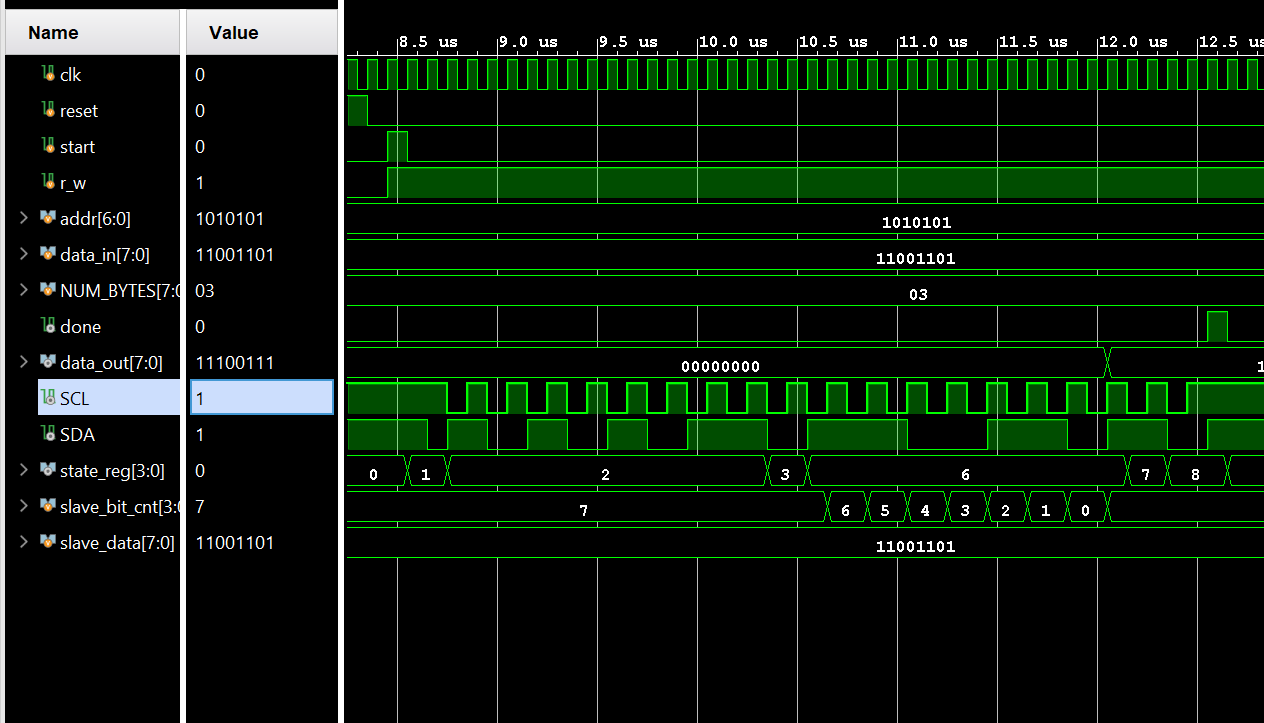 Name Value
8.5 us 9.0 us 9.5 us 10.0 us 10.5 us 11.0 us 11.5 us 12.0 us 12.5 us
clk 0
reset 0
start 0
r_w 1
addr[6:0] 1010101 1010101
data_in[7:0] 11001101 11001101
NUM_BYTES[7:0 03 03
done 0
data_out[7:0] 11100111 00000000 1
SCL 1
SDA 1
state_reg[3:0] 0 0 1 2 3 6 7 8
slave_bit_cnt[3:0 7 7 6 5 4 3 2 1 0
slave_data[7:0] 11001101 11001101